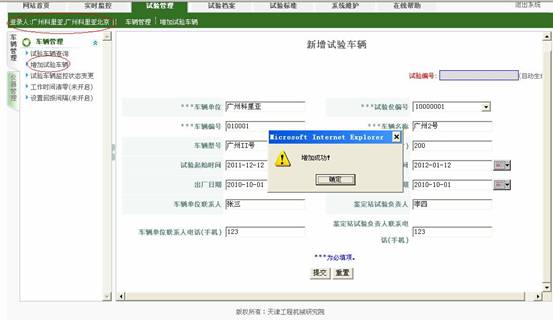 网站首页 实时监控 试验管理 试验档案 试验标准 系统维护 在线帮助 退出系统
登录人:广州科里亚,广州科里亚北京 车辆管理 | 增加试验车辆
车辆管理
仪器管理
车辆管理
试验车辆查询
增加试验车辆
试验车辆监控状态变更
工作时间清零(未开启)
设置回报间隔(未开启)
新增试验车辆
试验编号: (自动生
***车辆单位 广州科里亚 ***试验仪编号 10000001
***车辆编号 010001 ***车辆名称 广州2号
车辆型号 广州II号 ) 200
试验起始时间 2011-12-12 时间 2012-01-12
出厂日期 2010-10-01 期 2010-10-01
车辆单位联系人 张三 鉴定站试验负责人 李四
车辆单位联系人电话(手机) 123 鉴定站试验负责人联系电话(手机) 123
***为必填项。
提交 重置
Microsoft Internet Explorer
增加成功!
确定
版权所有:天津工程机械研究院